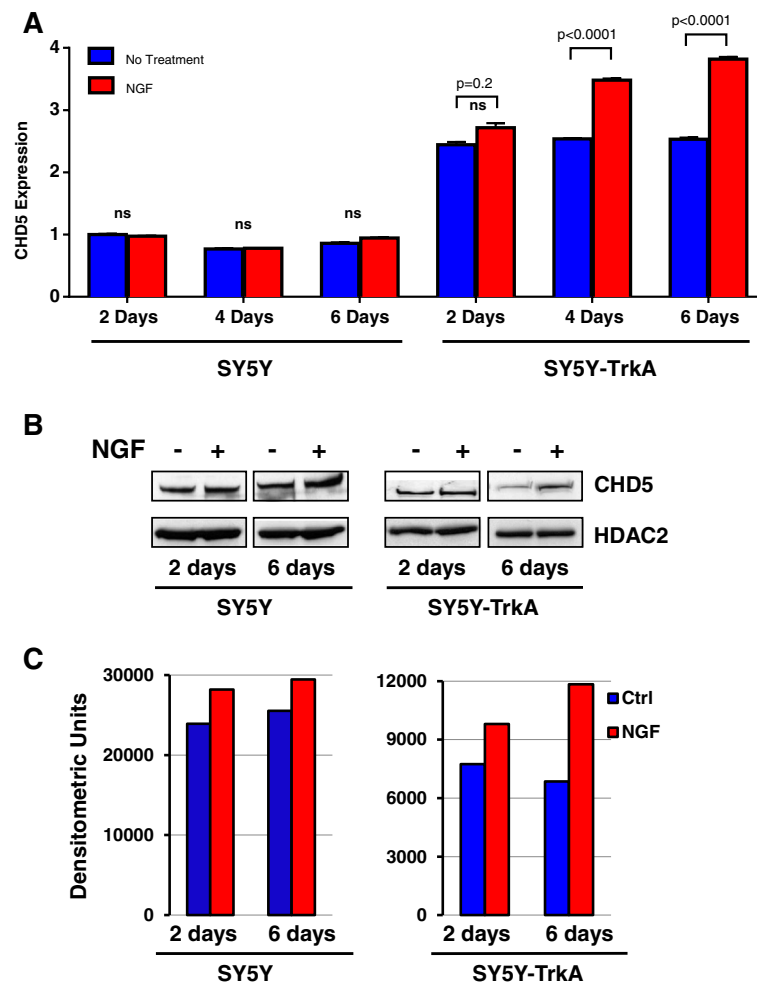 A
CHD5 Expression
4
3
2
1
0
No Treatment
NGF
ns
ns
ns
p=0.2
ns
p<0.0001
p<0.0001
2 Days 4 Days 6 Days 2 Days 4 Days 6 Days
SY5Y SY5Y-TrkA
B
NGF - + - + - + - +
CHD5
HDAC2
2 days 6 days 2 days 6 days
SY5Y SY5Y-TrkA
C
Densitometric Units
30000
20000
10000
0
2 days 6 days
SY5Y
12000
9000
6000
3000
0
Ctrl
NGF
2 days 6 days
SY5Y-TrkA